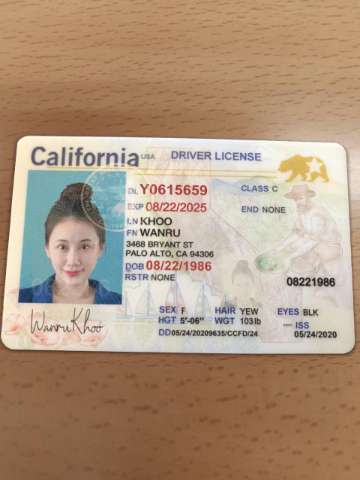 California USA DRIVER LICENSE
DL Y0615659 CLASS C
EXP 08/22/2025 END NONE
LN KHOO
FN WANRU
3468 BRYANT ST
PALO ALTO, CA 94306
DOB 08/22/1986
RSTR NONE 08221986
SEX F HAIR YEW EYES BLK
HGT 5'-06" WGT 103lb ISS
DD 05/24/20209635/CCFD/24 05/24/2020
Wanru Khoo